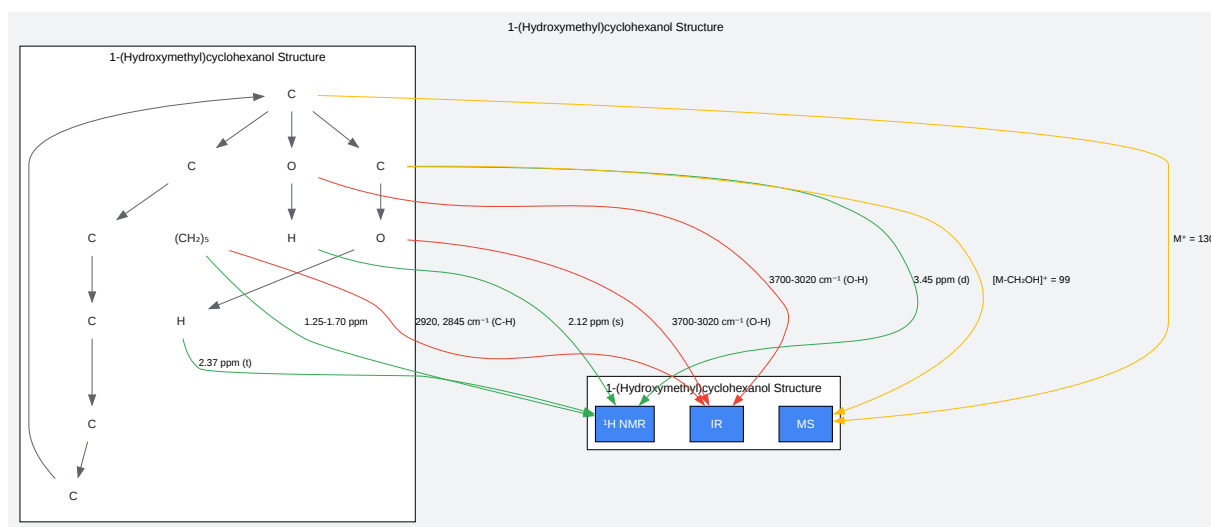 1-(Hydroxymethyl)cyclohexanol Structure
1-(Hydroxymethyl)cyclohexanol Structure
C
C O C
C (CH₂)₅ H O
3700-3020 cm⁻¹ (O-H) 3.45 ppm (d) [M-CH₂OH]⁺ = 99 M⁺ = 130
C H 1.25-1.70 ppm 2920, 2845 cm⁻¹ (C-H) 2.12 ppm (s) 3700-3020 cm⁻¹ (O-H)
2.37 ppm (t)
1-(Hydroxymethyl)cyclohexanol Structure
C ¹H NMR IR MS
C